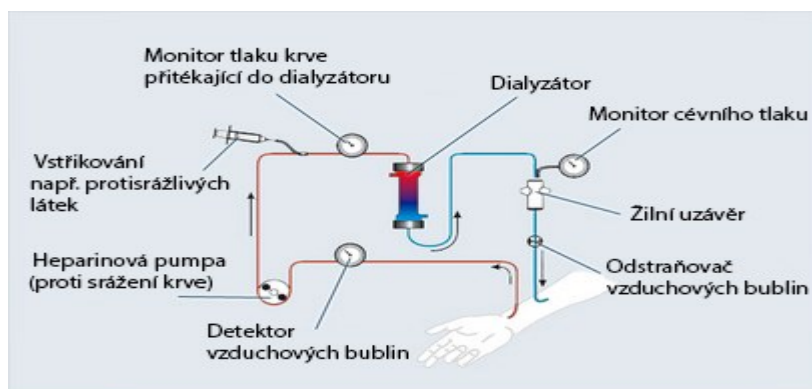 Monitor tlaku krve
přitékající do dialyzátoru
Dialyzátor
Monitor cévního tlaku
Vstřikování
např. protisrážlivých
látek
Žilní uzávěr
Heparinová pumpa
(proti srážení krve)
Odstraňovač
vzduchových bublin
Detektor
vzduchových bublin